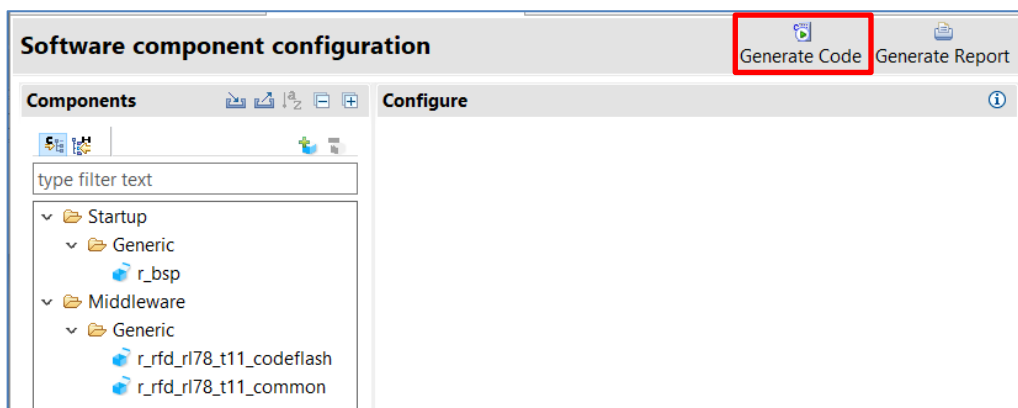 Software component configuration
Generate Code Generate Report
Components
Configure
type filter text
Startup
Generic
r_bsp
Middleware
Generic
r_rfd_rl78_t11_codeflash
r_rfd_rl78_t11_common